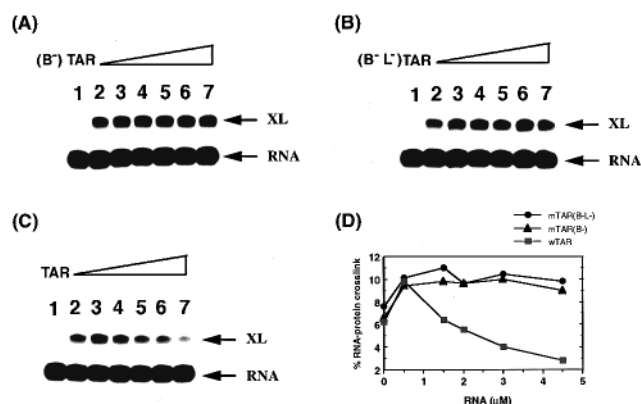 (A)
(B⁻) TAR
1 2 3 4 5 6 7
XL
RNA
(B)
(B⁻ L⁻)TAR
1 2 3 4 5 6 7
XL
RNA
(C)
TAR
1 2 3 4 5 6 7
XL
RNA
(D)
mTAR(B-L-)
mTAR(B-)
wTAR
% RNA-protein crosslink
12
10
8
6
4
2
0
0 1 2 3 4 5
RNA (μM)